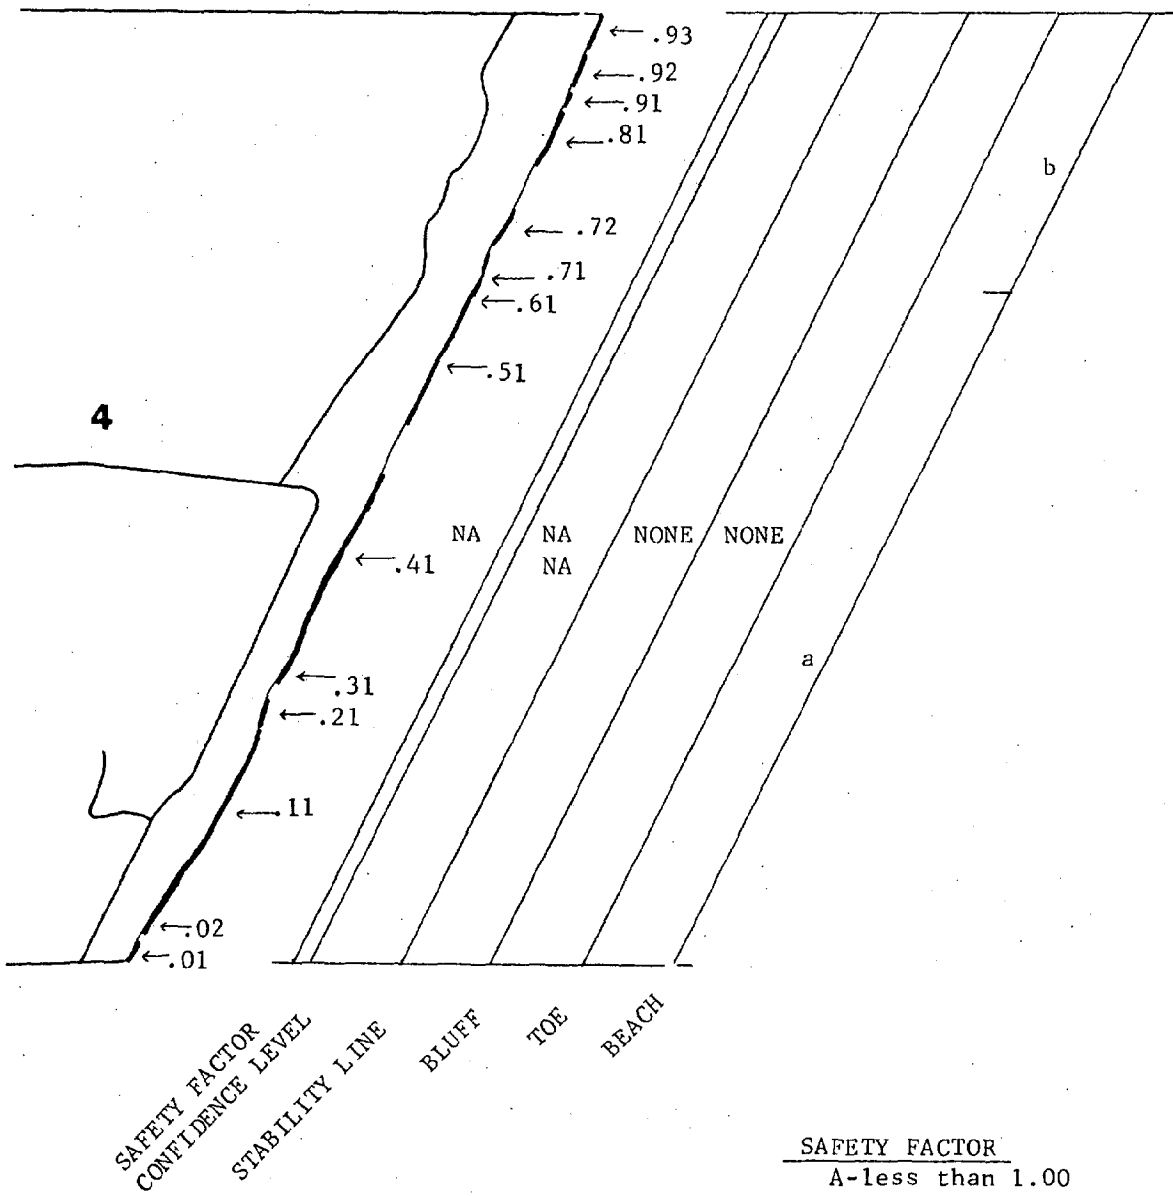 .93
.92
.91
.81
b
.72
.71
.61
.51
4
NA NA NONE NONE
.41 NA
a
.31
.21
.11
.02
.01
SAFETY FACTOR
CONFIDENCE LEVEL
STABILITY LINE
BLUFF
TOE
BEACH
SAFETY FACTOR
A-less than 1.00